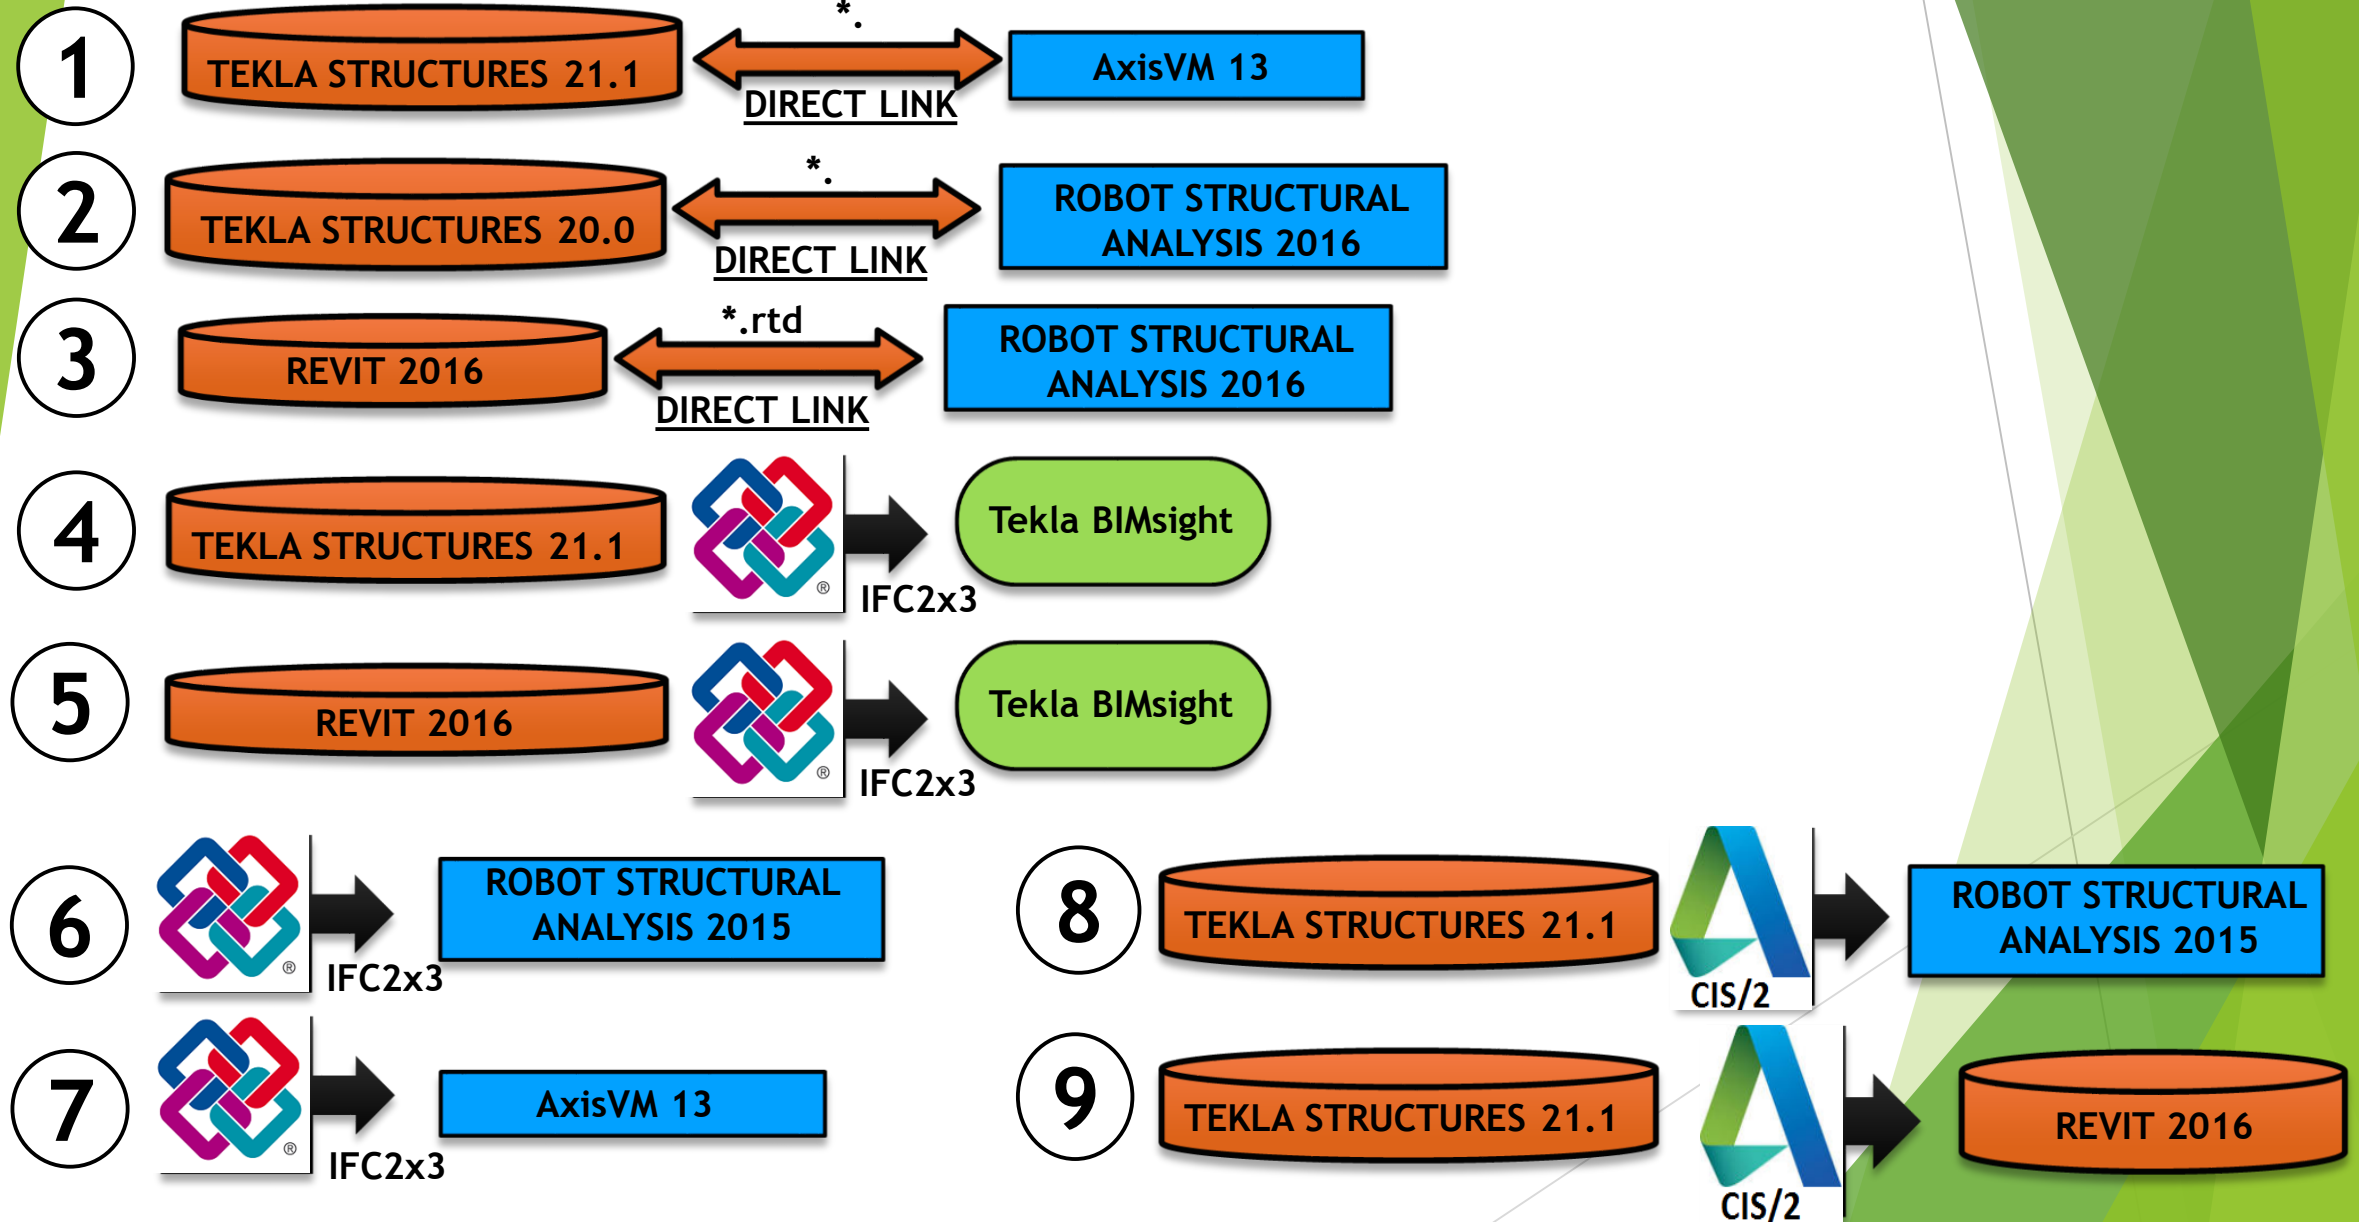 1
TEKLA STRUCTURES 21.1
*.
DIRECT LINK
AxisVM 13
2
TEKLA STRUCTURES 20.0
*.
DIRECT LINK
ROBOT STRUCTURAL
ANALYSIS 2016
3
REVIT 2016
*.rtd
DIRECT LINK
ROBOT STRUCTURAL
ANALYSIS 2016
4
TEKLA STRUCTURES 21.1
®
IFC2x3
Tekla BIMsight
5
REVIT 2016
®
IFC2x3
Tekla BIMsight
6
®
IFC2x3
ROBOT STRUCTURAL
ANALYSIS 2015
7
®
IFC2x3
AxisVM 13
8
TEKLA STRUCTURES 21.1
CIS/2
ROBOT STRUCTURAL
ANALYSIS 2015
9
TEKLA STRUCTURES 21.1
CIS/2
REVIT 2016